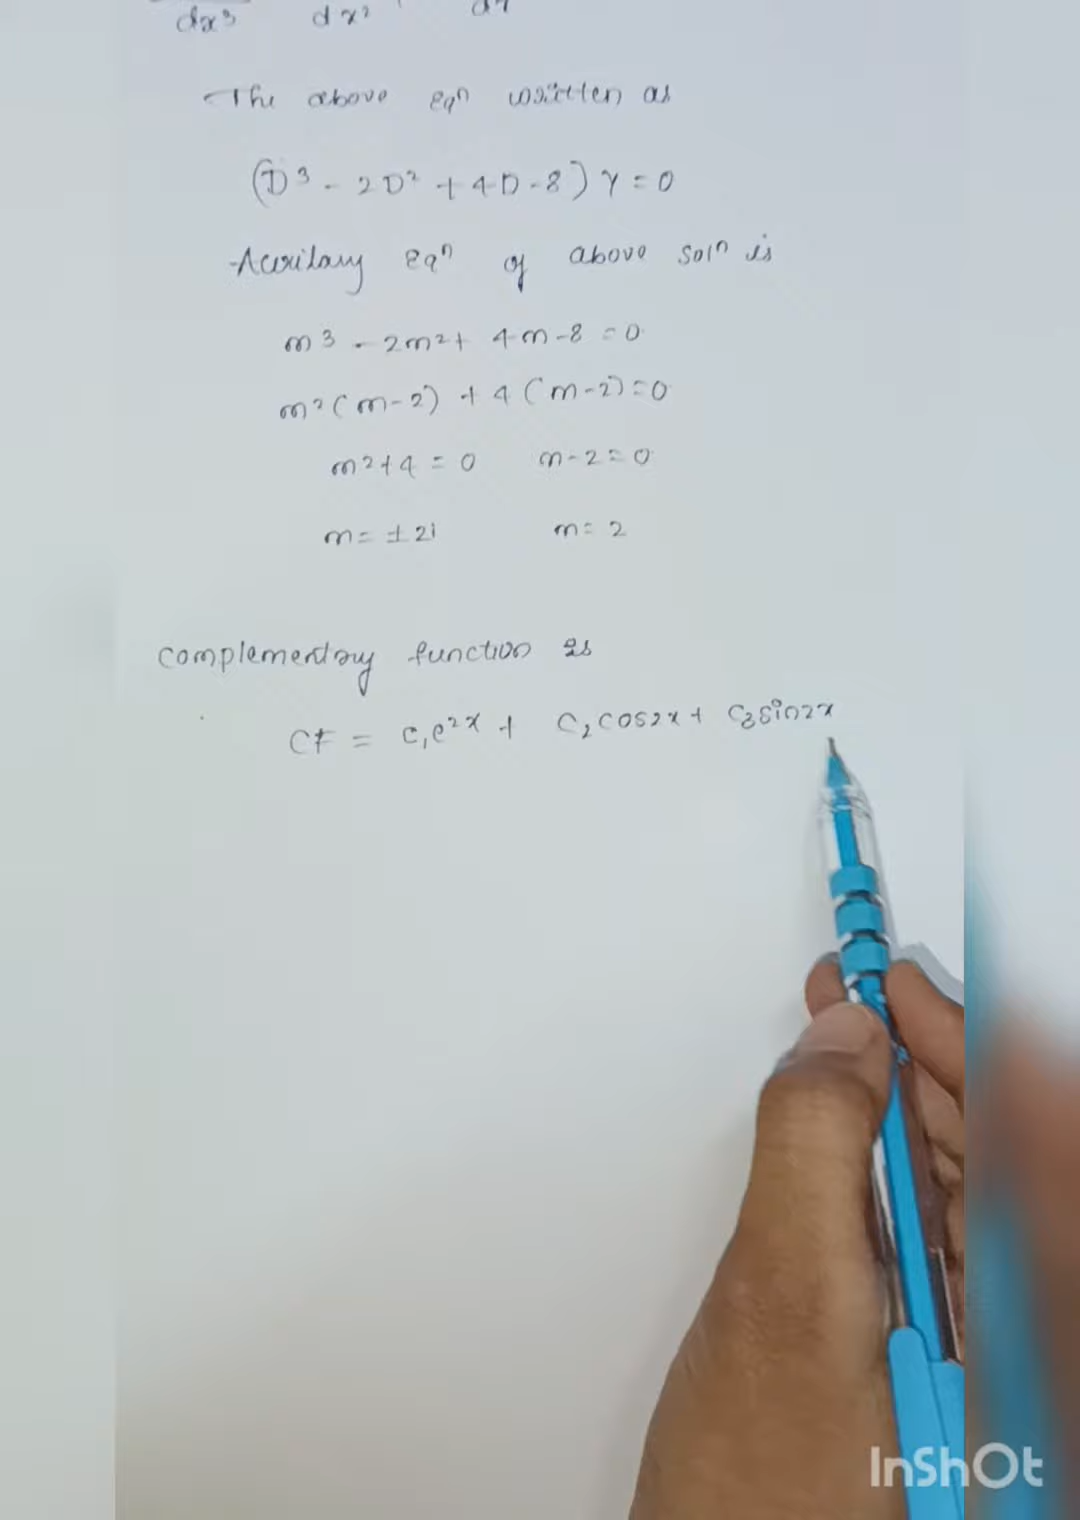 dx³ dx²
The above eqn written as
(D³ - 2D² + 4D - 8) y = 0
Auxilary eqn of above soln is
m³ - 2m² + 4m - 8 = 0
m²(m-2) + 4(m-2) = 0
m²+4 = 0 m-2 = 0
m = ±2i m = 2
complementary function is
CF = c₁e²ˣ + c₂cos2x + c₃sin2x
InShOt